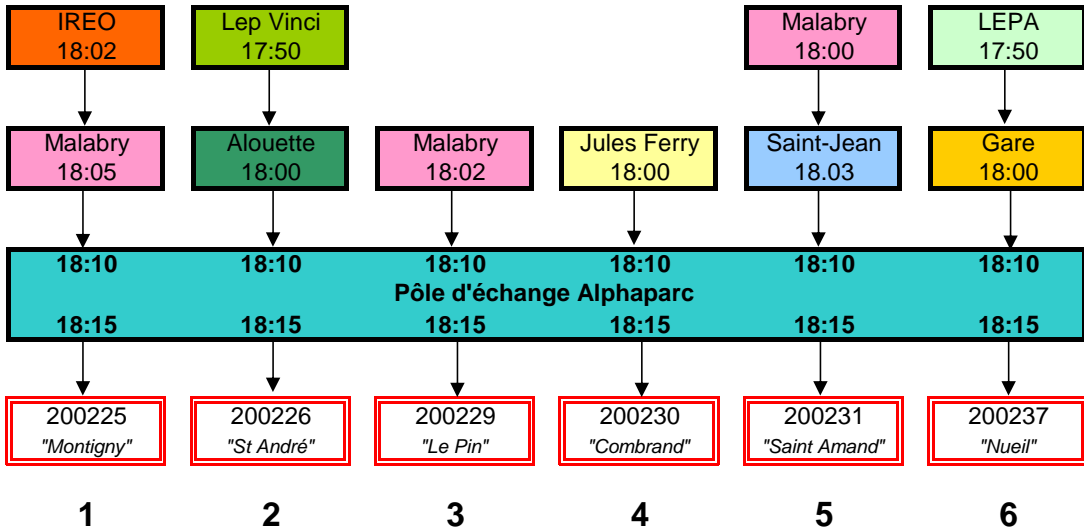 IREO
18:02
Lep Vinci
17:50
Malabry
18:00
LEPA
17:50
Malabry
18:05
Alouette
18:00
Malabry
18:02
Jules Ferry
18:00
Saint-Jean
18.03
Gare
18:00
18:10 18:10 18:10 18:10 18:10 18:10
Pôle d'échange Alphaparc
18:15 18:15 18:15 18:15 18:15 18:15
200225
"Montigny"
200226
"St André"
200229
"Le Pin"
200230
"Combrand"
200231
"Saint Amand"
200237
"Nueil"
1 2 3 4 5 6